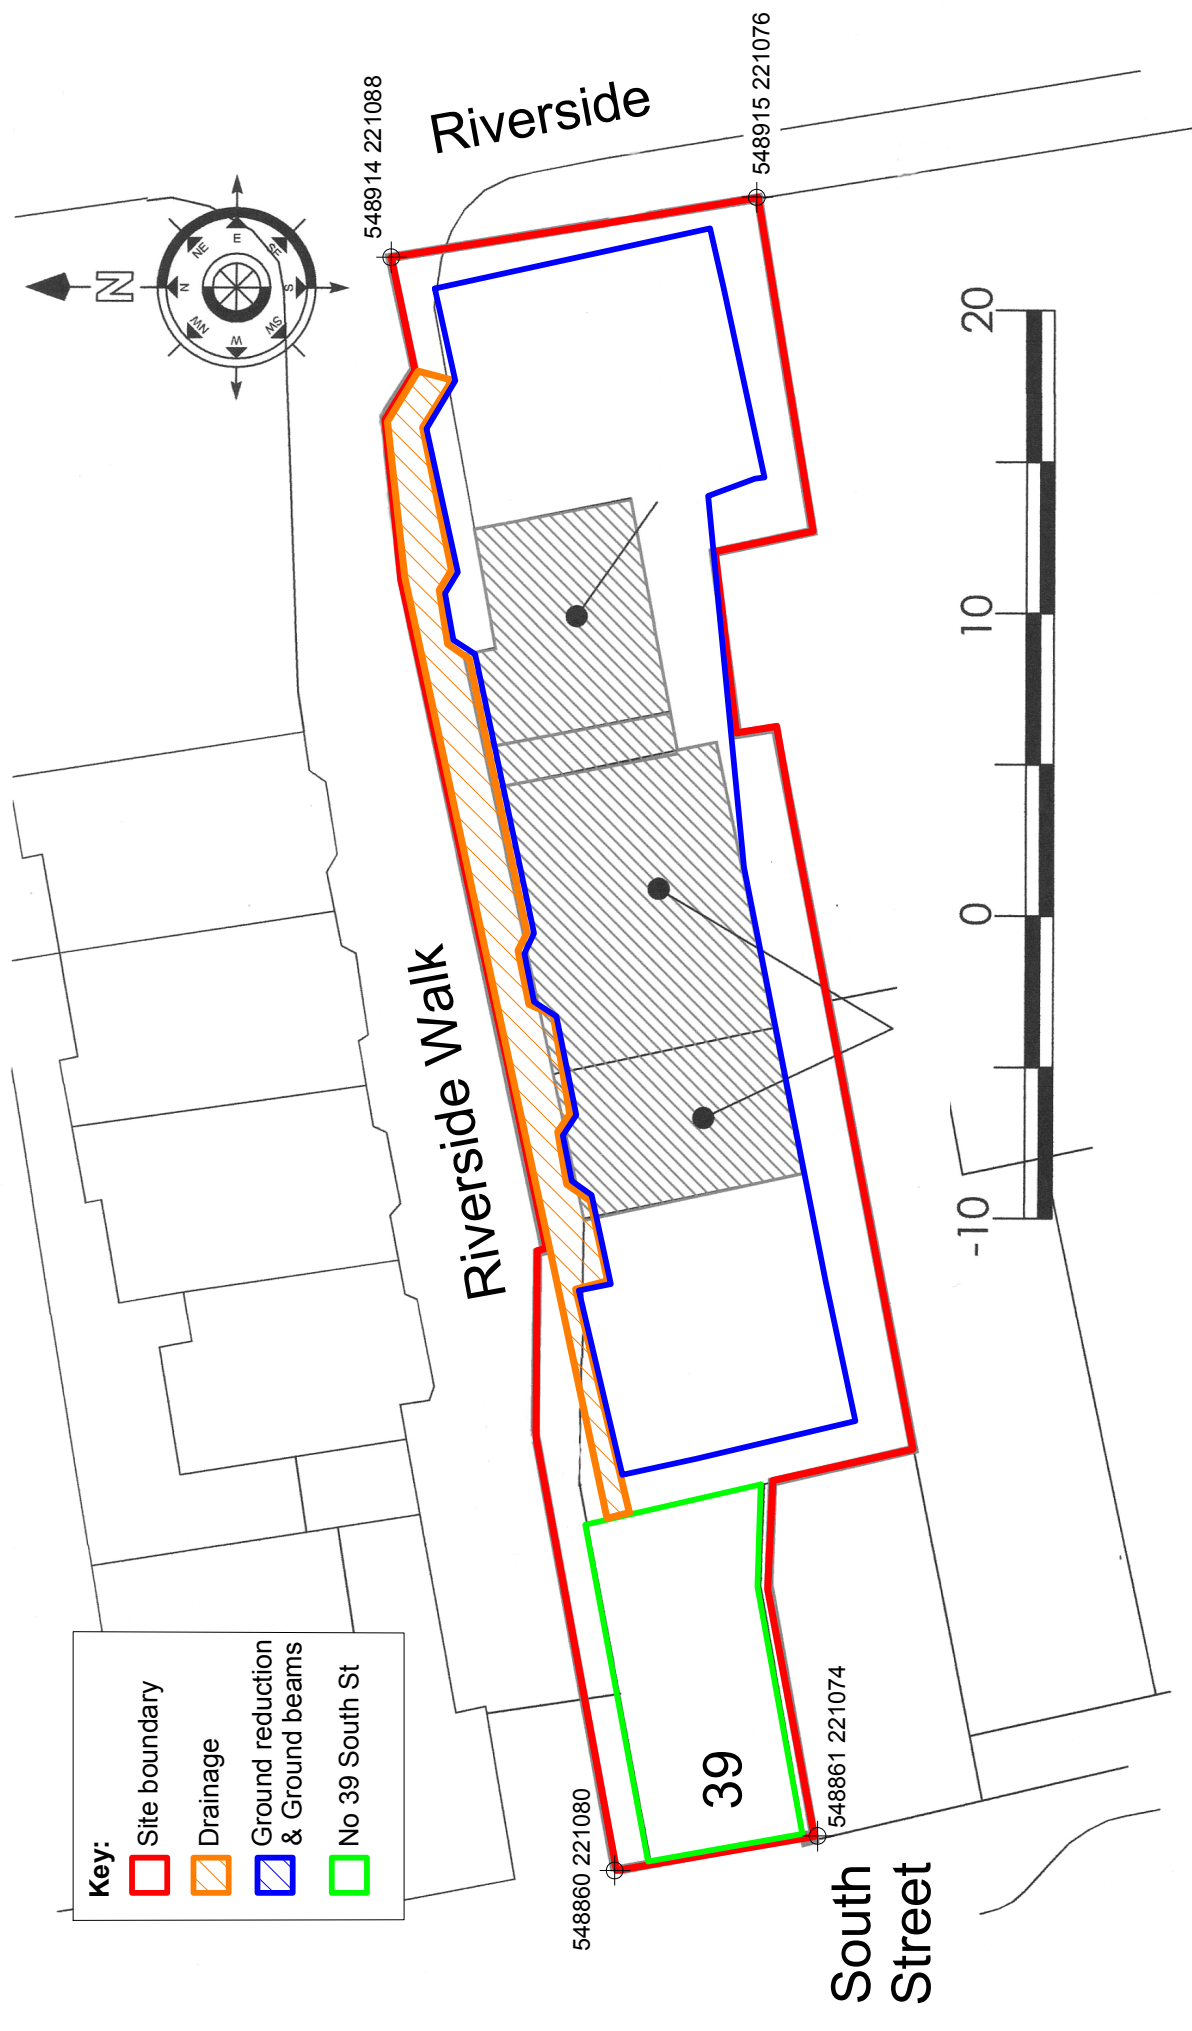 548914 221088
Riverside
548915 221076
N
N
NE
E
SE
S
SW
W
NW
Riverside Walk
20
10
0
-10
Key:
Site boundary
Drainage
Ground reduction
& Ground beams
No 39 South St
39
548860 221080
548861 221074
South
Street